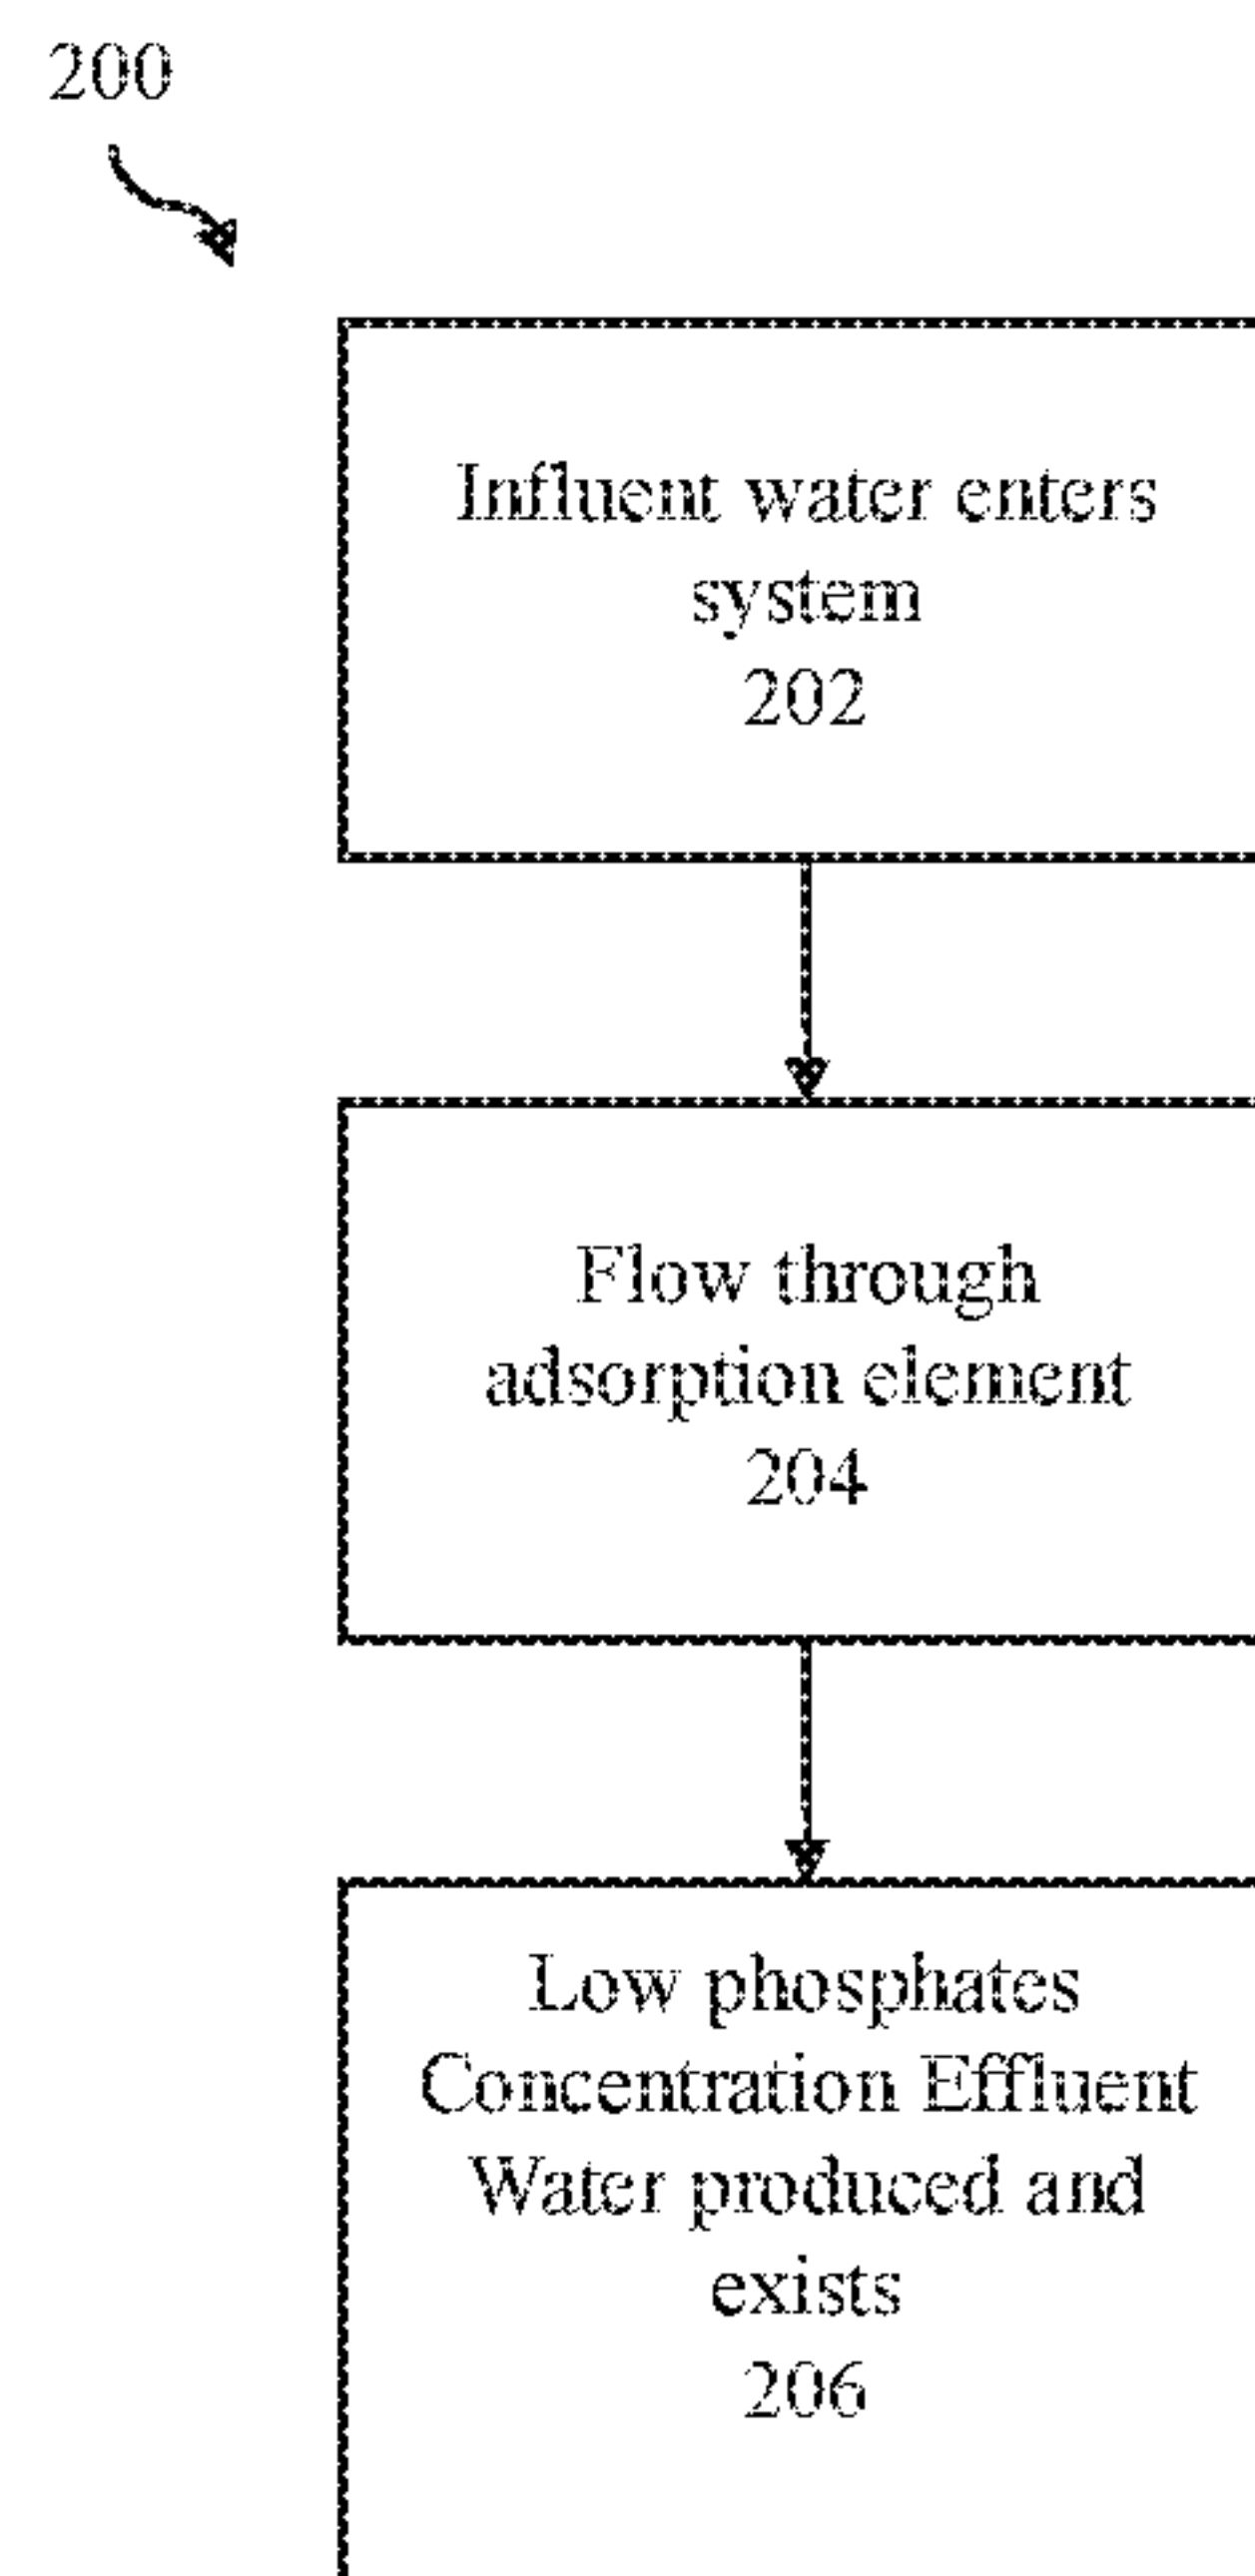 200
Influent water enters
system
202
Flow through
adsorption element
204
Low phosphates
Concentration Effluent
Water produced and
exists
206